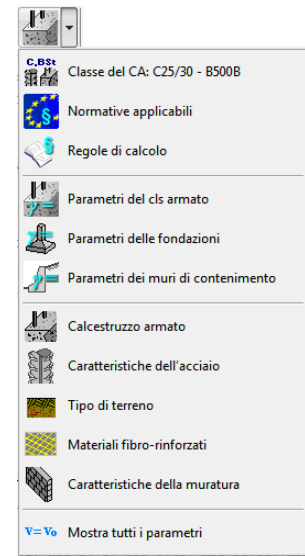 C,BSt
Classe del CA: C25/30 - B500B
§
Normative applicabili
§
Regole di calcolo
γ=
Parametri del cls armato
γ=
Parametri delle fondazioni
γ=
Parametri dei muri di contenimento
Calcestruzzo armato
Caratteristiche dell'acciaio
Tipo di terreno
Materiali fibro-rinforzati
Caratteristiche della muratura
V=Vo Mostra tutti i parametri